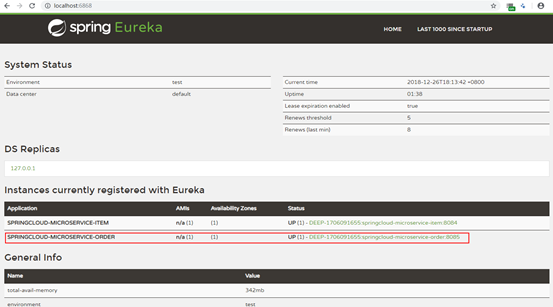 localhost:6868
spring Eureka
HOME
LAST 1000 SINCE STARTUP
System Status
Environment test
Data center default
Current time 2018-12-26T18:13:42 +0800
Uptime 01:38
Lease expiration enabled true
Renews threshold 5
Renews (last min) 8
DS Replicas
127.0.0.1
Instances currently registered with Eureka
Application AMIs Availability Zones Status
SPRINGCLOUD-MICROSERVICE-ITEM n/a (1) (1) UP (1) - DEEP-1706091655:springcloud-microservice-item:8084
SPRINGCLOUD-MICROSERVICE-ORDER n/a (1) (1) UP (1) - DEEP-1706091655:springcloud-microservice-order:8085
General Info
Name Value
total-avail-memory 342mb
environment test